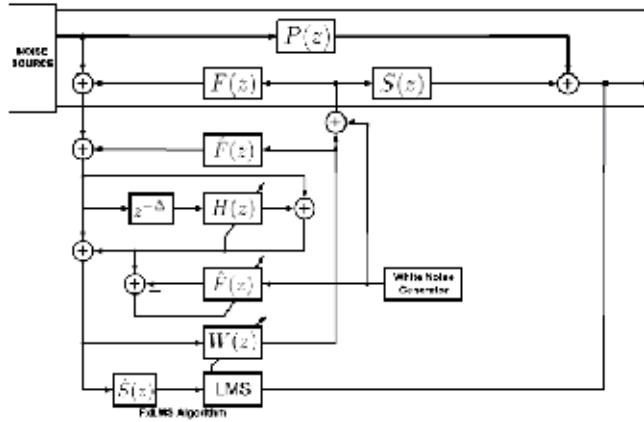 NOISE
SOURCE
P(z)
F(z)
S(z)
F̂(z)
z^{-Δ}
H(z)
F̂(z)
White Noise
Generator
W(z)
Ŝ(z)
LMS
FxLMS Algorithm